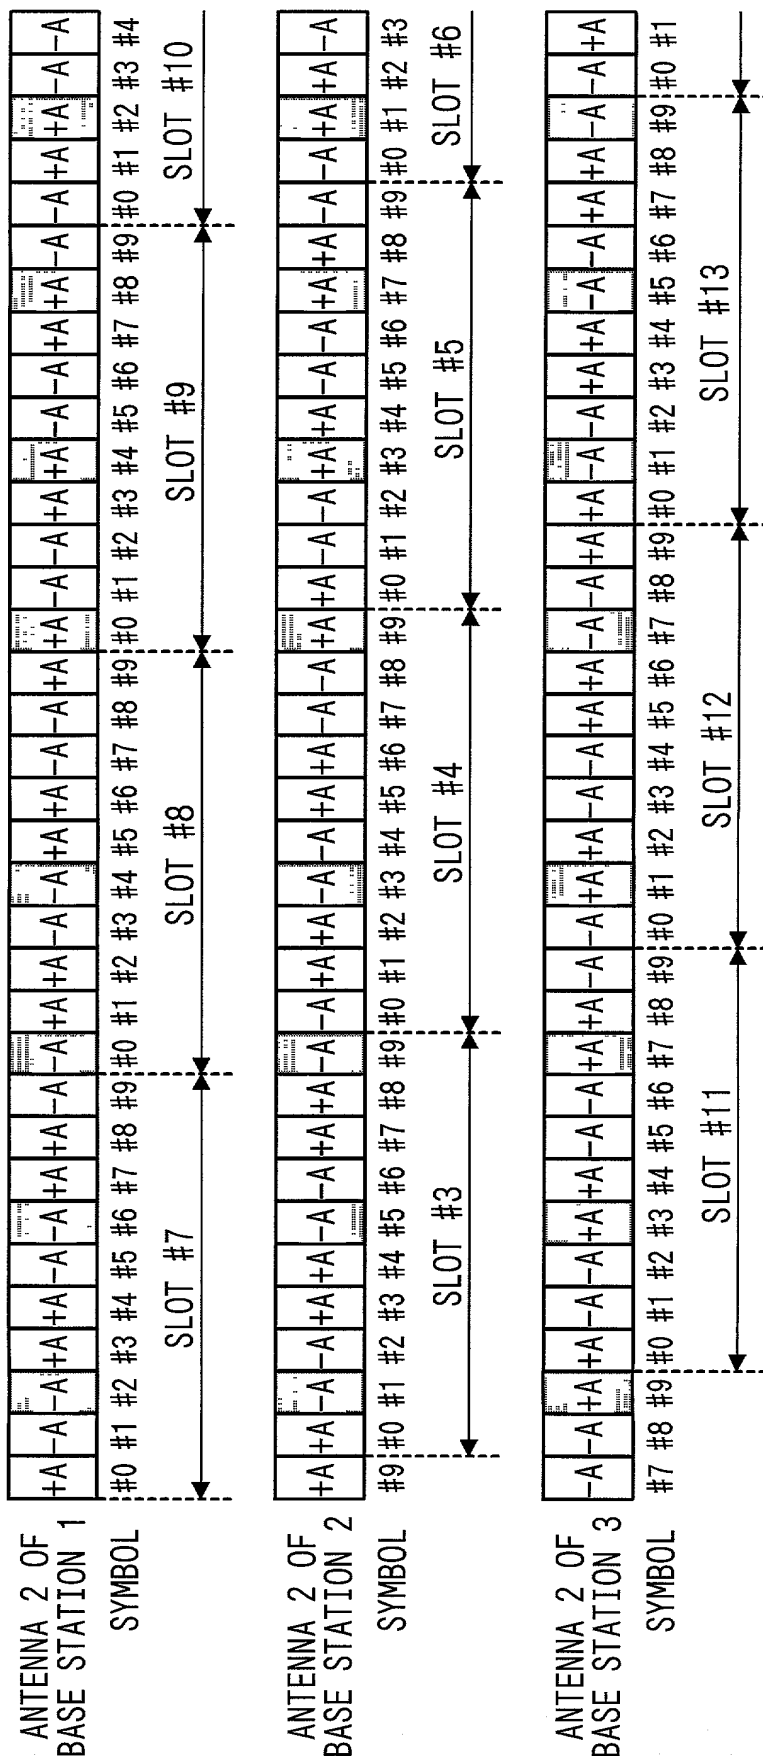 ANTENNA 2 OF
BASE STATION 1
+A -A -A +A +A -A -A +A +A -A -A +A +A -A -A +A +A -A -A +A +A -A -A +A +A -A -A +A +A -A -A +A +A -A -A
SYMBOL #0 #1 #2 #3 #4 #5 #6 #7 #8 #9 #0 #1 #2 #3 #4 #5 #6 #7 #8 #9 #0 #1 #2 #3 #4 #5 #6 #7 #8 #9 #0 #1 #2 #3 #4
SLOT #7 SLOT #8 SLOT #9 SLOT #10
ANTENNA 2 OF
BASE STATION 2
+A +A -A -A +A +A -A -A +A +A -A -A +A +A -A -A +A +A -A -A +A +A -A -A +A +A -A -A +A +A -A -A +A +A -A
SYMBOL #9 #0 #1 #2 #3 #4 #5 #6 #7 #8 #9 #0 #1 #2 #3 #4 #5 #6 #7 #8 #9 #0 #1 #2 #3 #4 #5 #6 #7 #8 #9 #0 #1 #2 #3
SLOT #3 SLOT #4 SLOT #5 SLOT #6
ANTENNA 2 OF
BASE STATION 3
-A -A +A +A -A -A +A +A -A -A +A +A -A -A +A +A -A -A +A +A -A -A +A +A -A -A +A +A -A -A +A +A -A -A +A
SYMBOL #7 #8 #9 #0 #1 #2 #3 #4 #5 #6 #7 #8 #9 #0 #1 #2 #3 #4 #5 #6 #7 #8 #9 #0 #1 #2 #3 #4 #5 #6 #7 #8 #9 #0 #1
SLOT #11 SLOT #12 SLOT #13